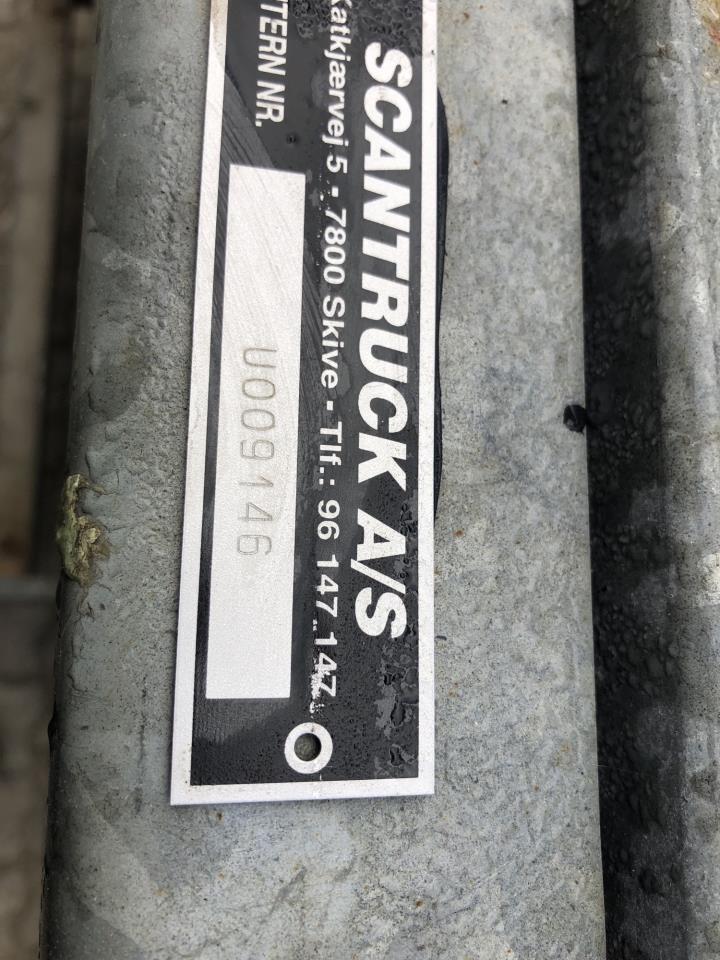 SCANTRUCK A/S
Katkjærvej 5 - 7800 Skive - Tlf.: 96 147 147
TERN NR.
U009146